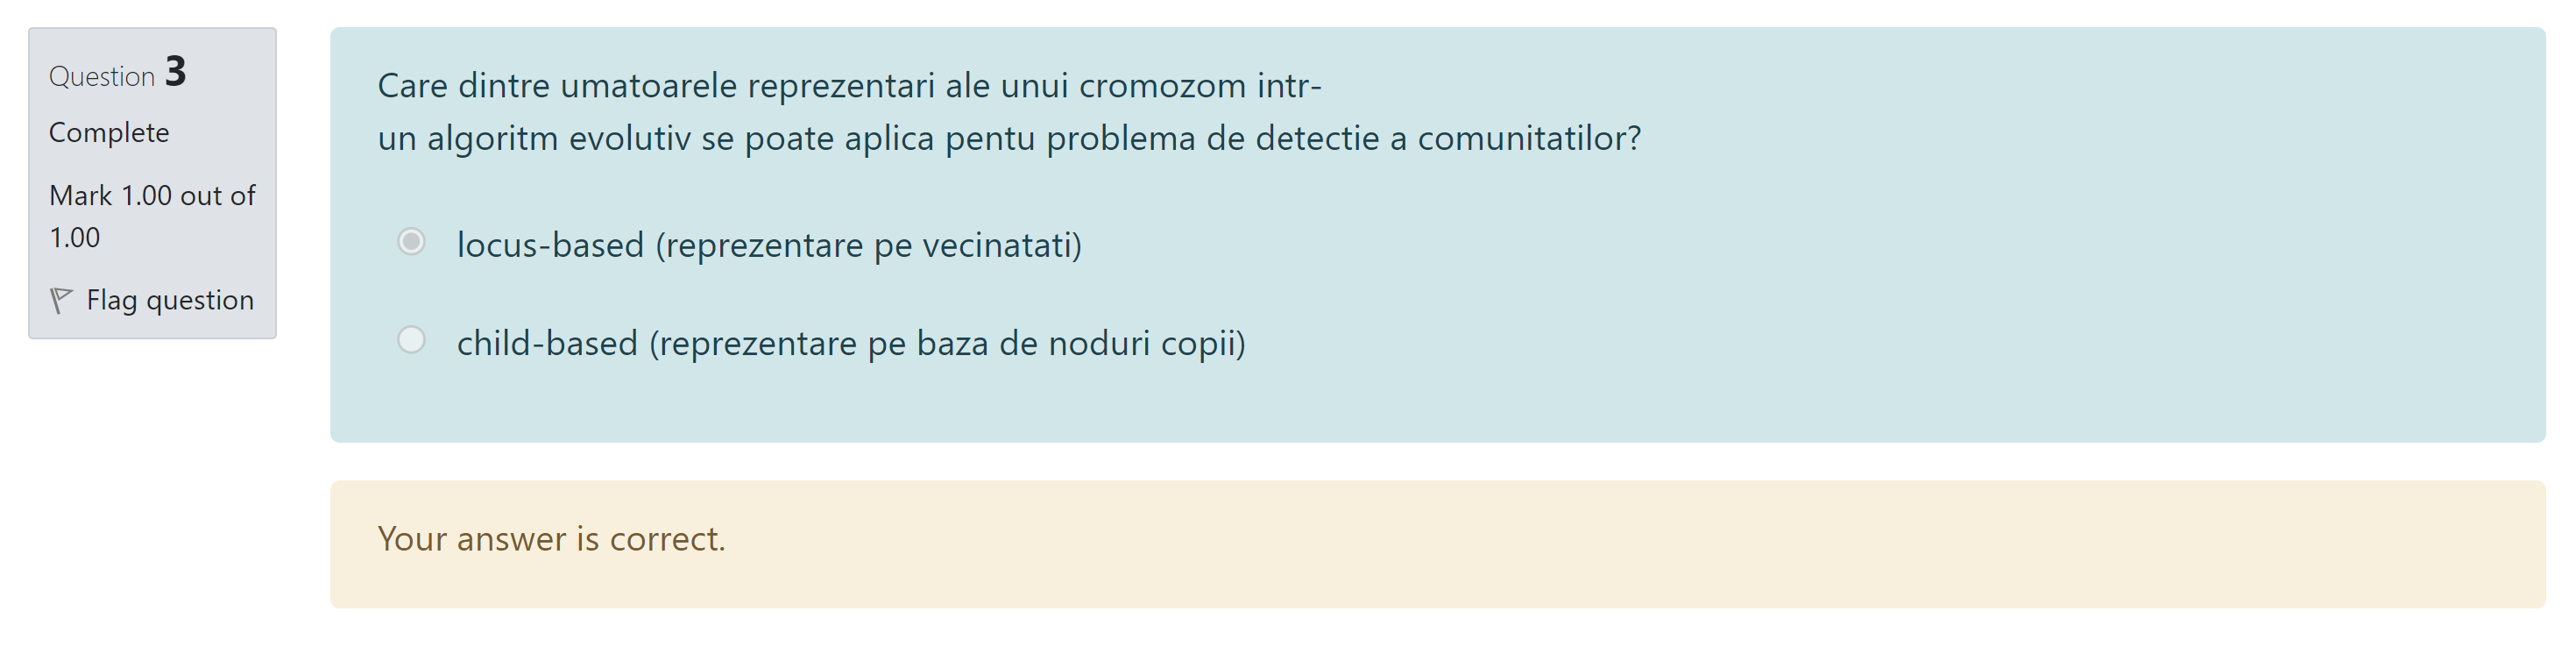 Question 3
Complete
Mark 1.00 out of
1.00
Flag question
Care dintre umatoarele reprezentari ale unui cromozom intr-
un algoritm evolutiv se poate aplica pentu problema de detectie a comunitatilor?
locus-based (reprezentare pe vecinatati)
child-based (reprezentare pe baza de noduri copii)
Your answer is correct.